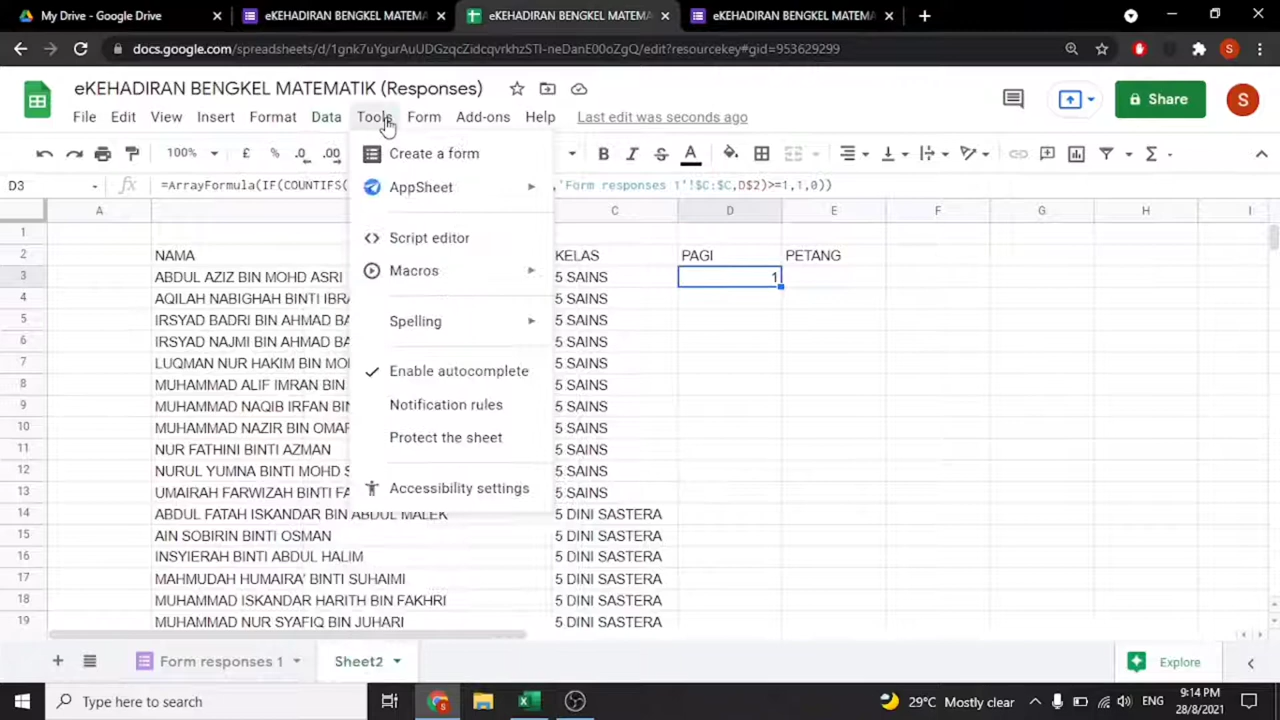 My Drive - Google Drive
eKEHADIRAN BENGKEL MATEMA
eKEHADIRAN BENGKEL MATEMA
eKEHADIRAN BENGKEL MATEMA
docs.google.com/spreadsheets/d/1gnk7uYgurAuUDGzqcZidcqvrkhzSTI-neDanE00oZgQ/edit?resourcekey#gid=953629299
S
eKEHADIRAN BENGKEL MATEMATIK (Responses)
Share
S
File Edit View Insert Format Data Tools Form Add-ons Help Last edit was seconds ago
100% £ % .0 .00
B I S A
D3
fx
=ArrayFormula(IF(COUNTIFS( ,'Form responses 1'!$C:$C,D$2)>=1,1,0))
A C D E F G H I
1
2 NAMA KELAS PAGI PETANG
3 ABDUL AZIZ BIN MOHD ASRI 5 SAINS 1
4 AQILAH NABIGHAH BINTI IBRA 5 SAINS
5 IRSYAD BADRI BIN AHMAD BA 5 SAINS
6 IRSYAD NAJMI BIN AHMAD BA 5 SAINS
7 LUQMAN NUR HAKIM BIN MO 5 SAINS
8 MUHAMMAD ALIF IMRAN BIN 5 SAINS
9 MUHAMMAD NAQIB IRFAN BIN 5 SAINS
10 MUHAMMAD NAZIR BIN OMAR 5 SAINS
11 NUR FATHINI BINTI AZMAN 5 SAINS
12 NURUL YUMNA BINTI MOHD S 5 SAINS
13 UMAIRAH FARWIZAH BINTI FA 5 SAINS
14 ABDUL FATAH ISKANDAR BIN ABDUL MALEK 5 DINI SASTERA
15 AIN SOBIRIN BINTI OSMAN 5 DINI SASTERA
16 INSYIERAH BINTI ABDUL HALIM 5 DINI SASTERA
17 MAHMUDAH HUMAIRA' BINTI SUHAIMI 5 DINI SASTERA
18 MUHAMMAD ISKANDAR HARITH BIN FAKHRI 5 DINI SASTERA
19 MUHAMMAD NUR SYAFIQ BIN JUHARI 5 DINI SASTERA
Create a form
AppSheet
Script editor
Macros
Spelling
Enable autocomplete
Notification rules
Protect the sheet
Accessibility settings
Form responses 1
Sheet2
Explore
Type here to search
29°C Mostly clear
ENG
9:14 PM
28/8/2021